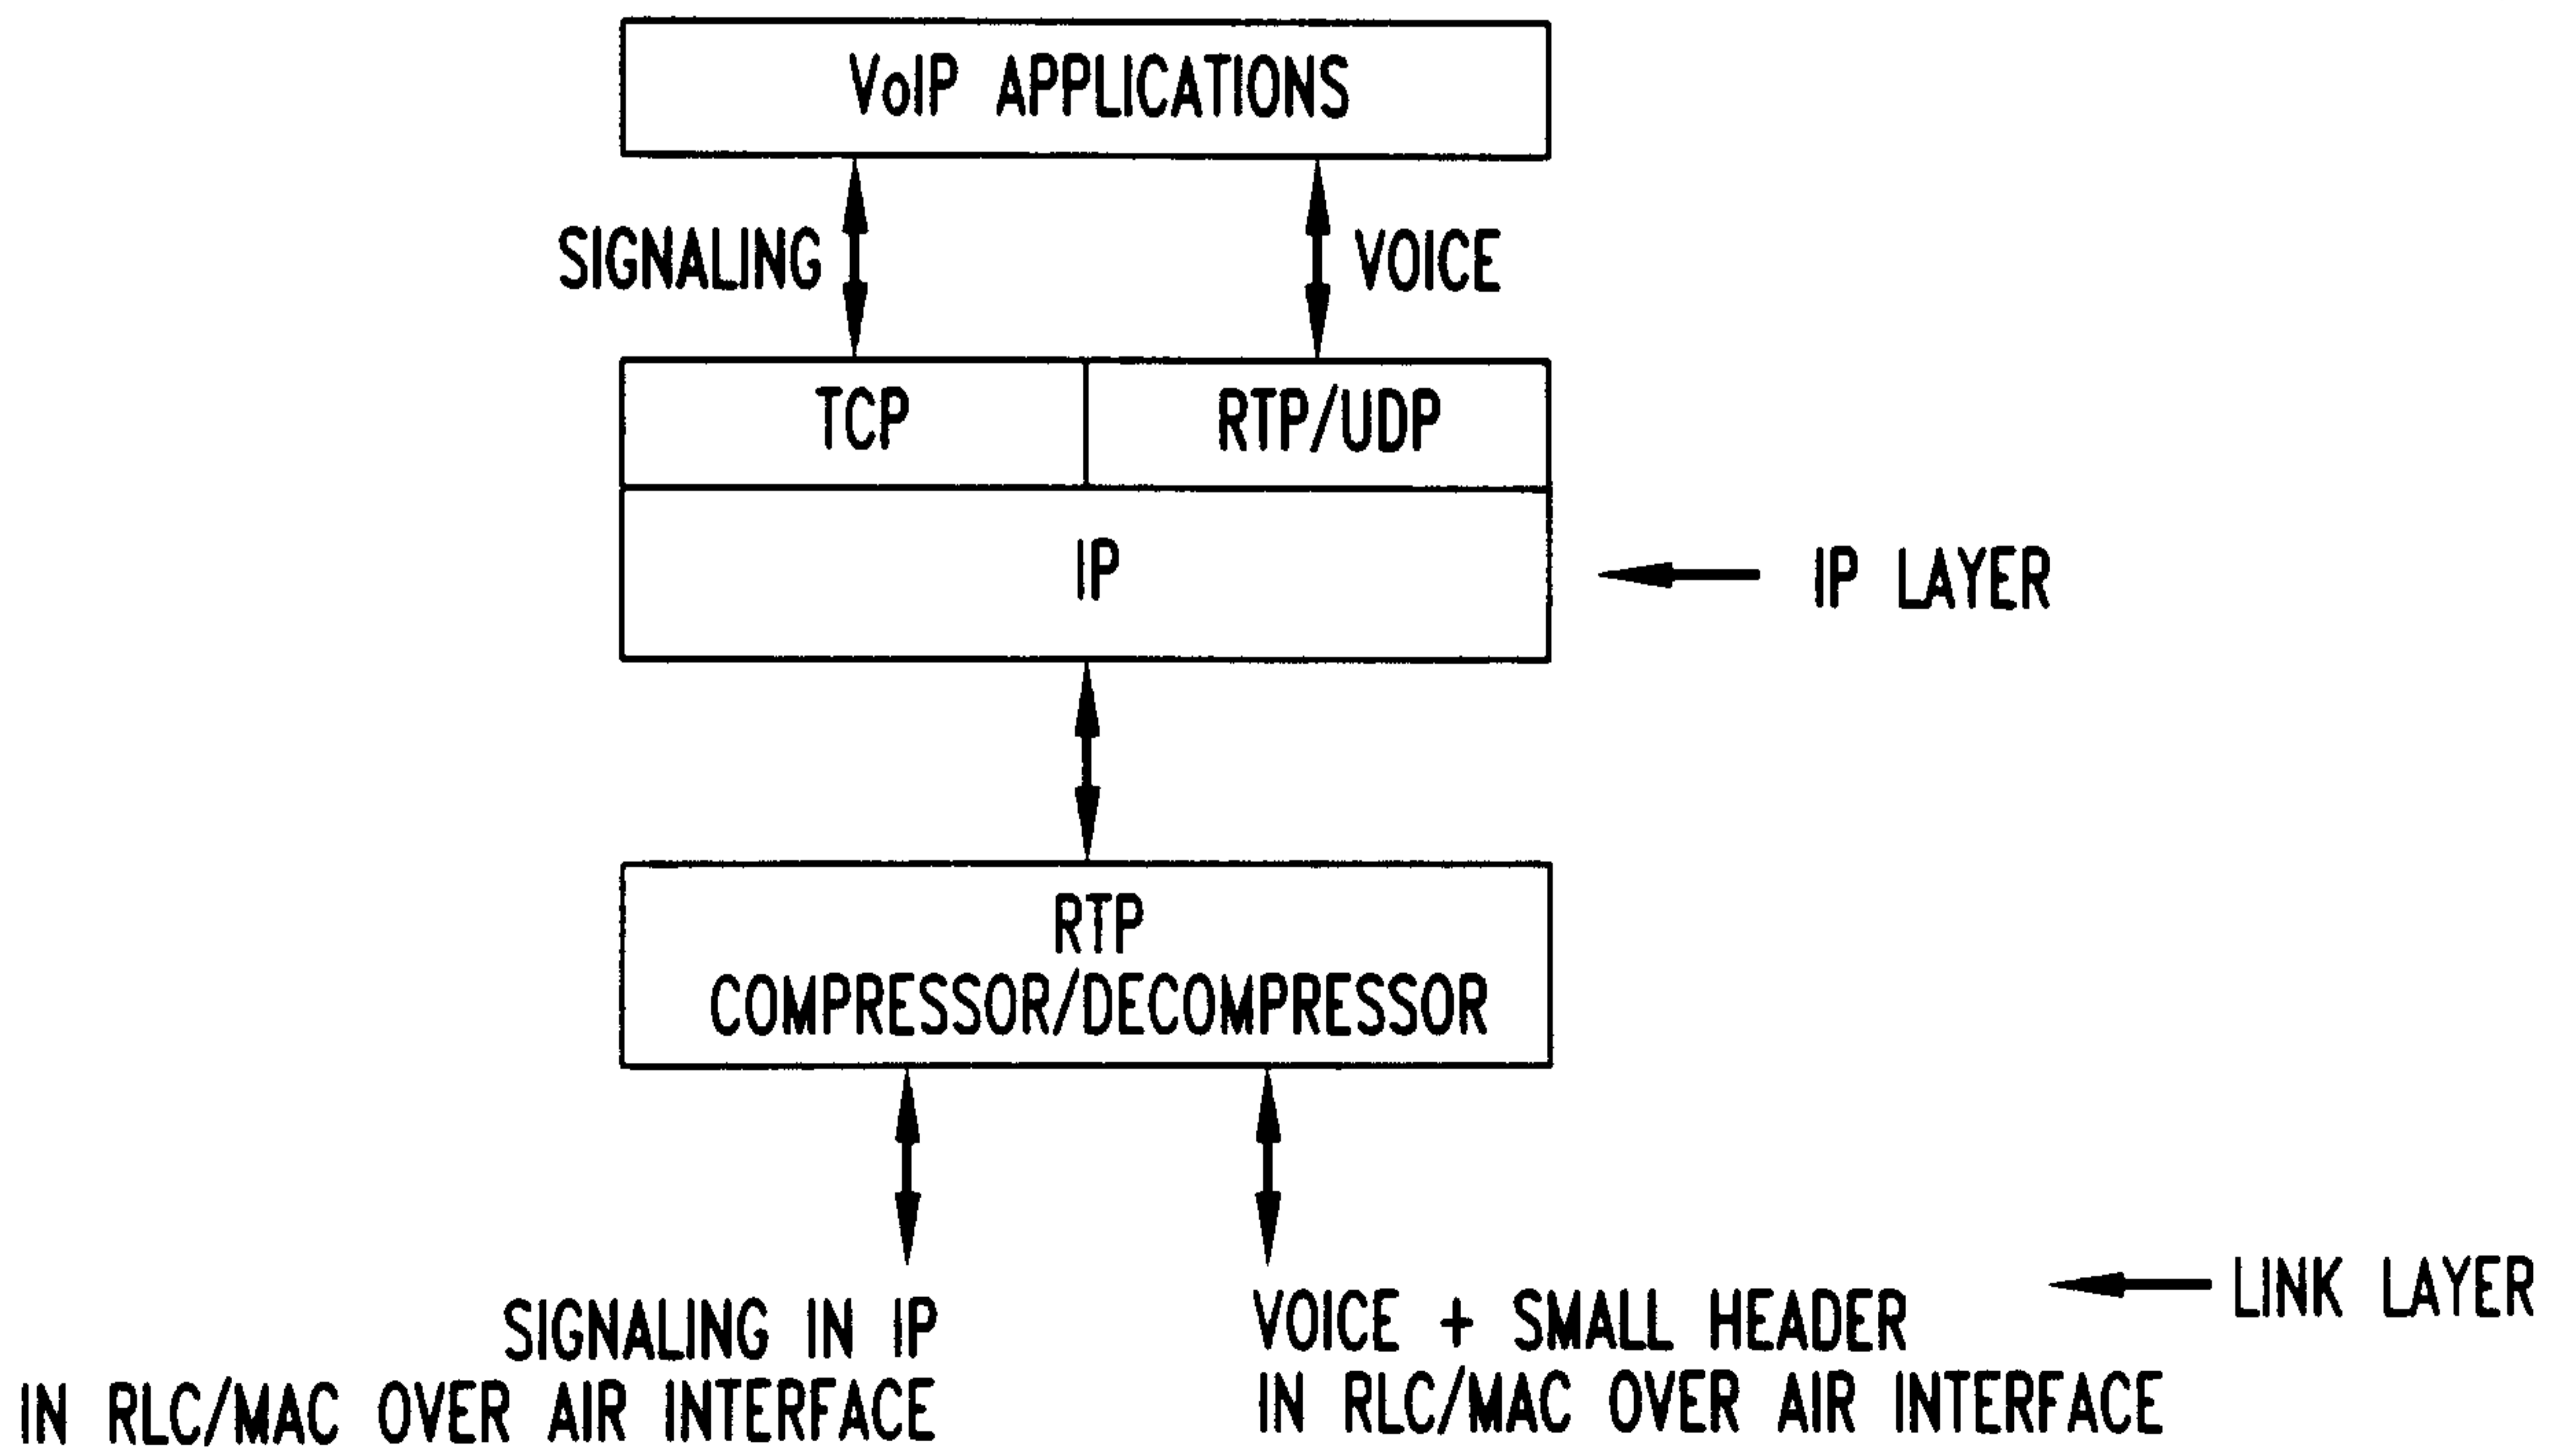 VoIP APPLICATIONS
SIGNALING
VOICE
TCP
RTP/UDP
IP
IP LAYER
RTP
COMPRESSOR/DECOMPRESSOR
SIGNALING IN IP
IN RLC/MAC OVER AIR INTERFACE
VOICE + SMALL HEADER
IN RLC/MAC OVER AIR INTERFACE
LINK LAYER